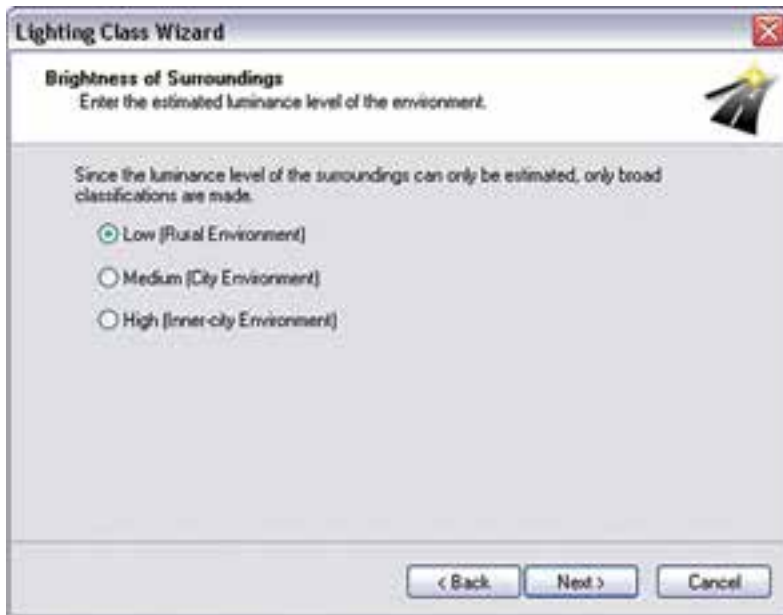 Lighting Class Wizard
Brightness of Surroundings
Enter the estimated luminance level of the environment.
Since the luminance level of the surroundings can only be estimated, only broad
classifications are made.
Low (Rural Environment)
Medium (City Environment)
High (Inner-city Environment)
< Back
Next >
Cancel